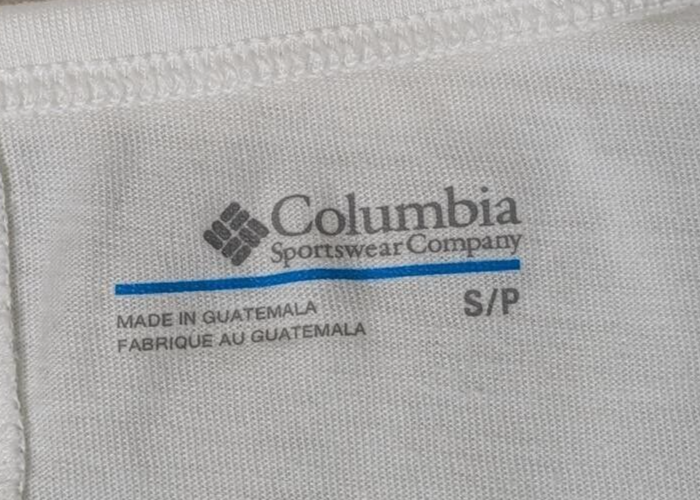 Columbia
Sportswear Company
S/P
MADE IN GUATEMALA
FABRIQUE AU GUATEMALA